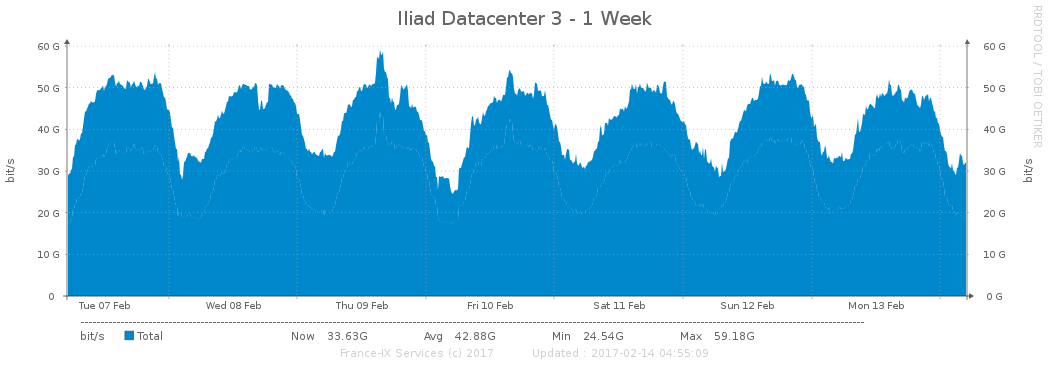 Iliad Datacenter 3 - 1 Week
RRDTOOL / TOBI OETIKER
60 G 60 G
50 G 50 G
40 G 40 G
30 G 30 G
20 G 20 G
10 G 10 G
0 0 G
bit/s bit/s
Tue 07 Feb Wed 08 Feb Thu 09 Feb Fri 10 Feb Sat 11 Feb Sun 12 Feb Mon 13 Feb
bit/s Total Now 33.63G Avg 42.88G Min 24.54G Max 59.18G
France-IX Services (c) 2017 Updated : 2017-02-14 04:55:09